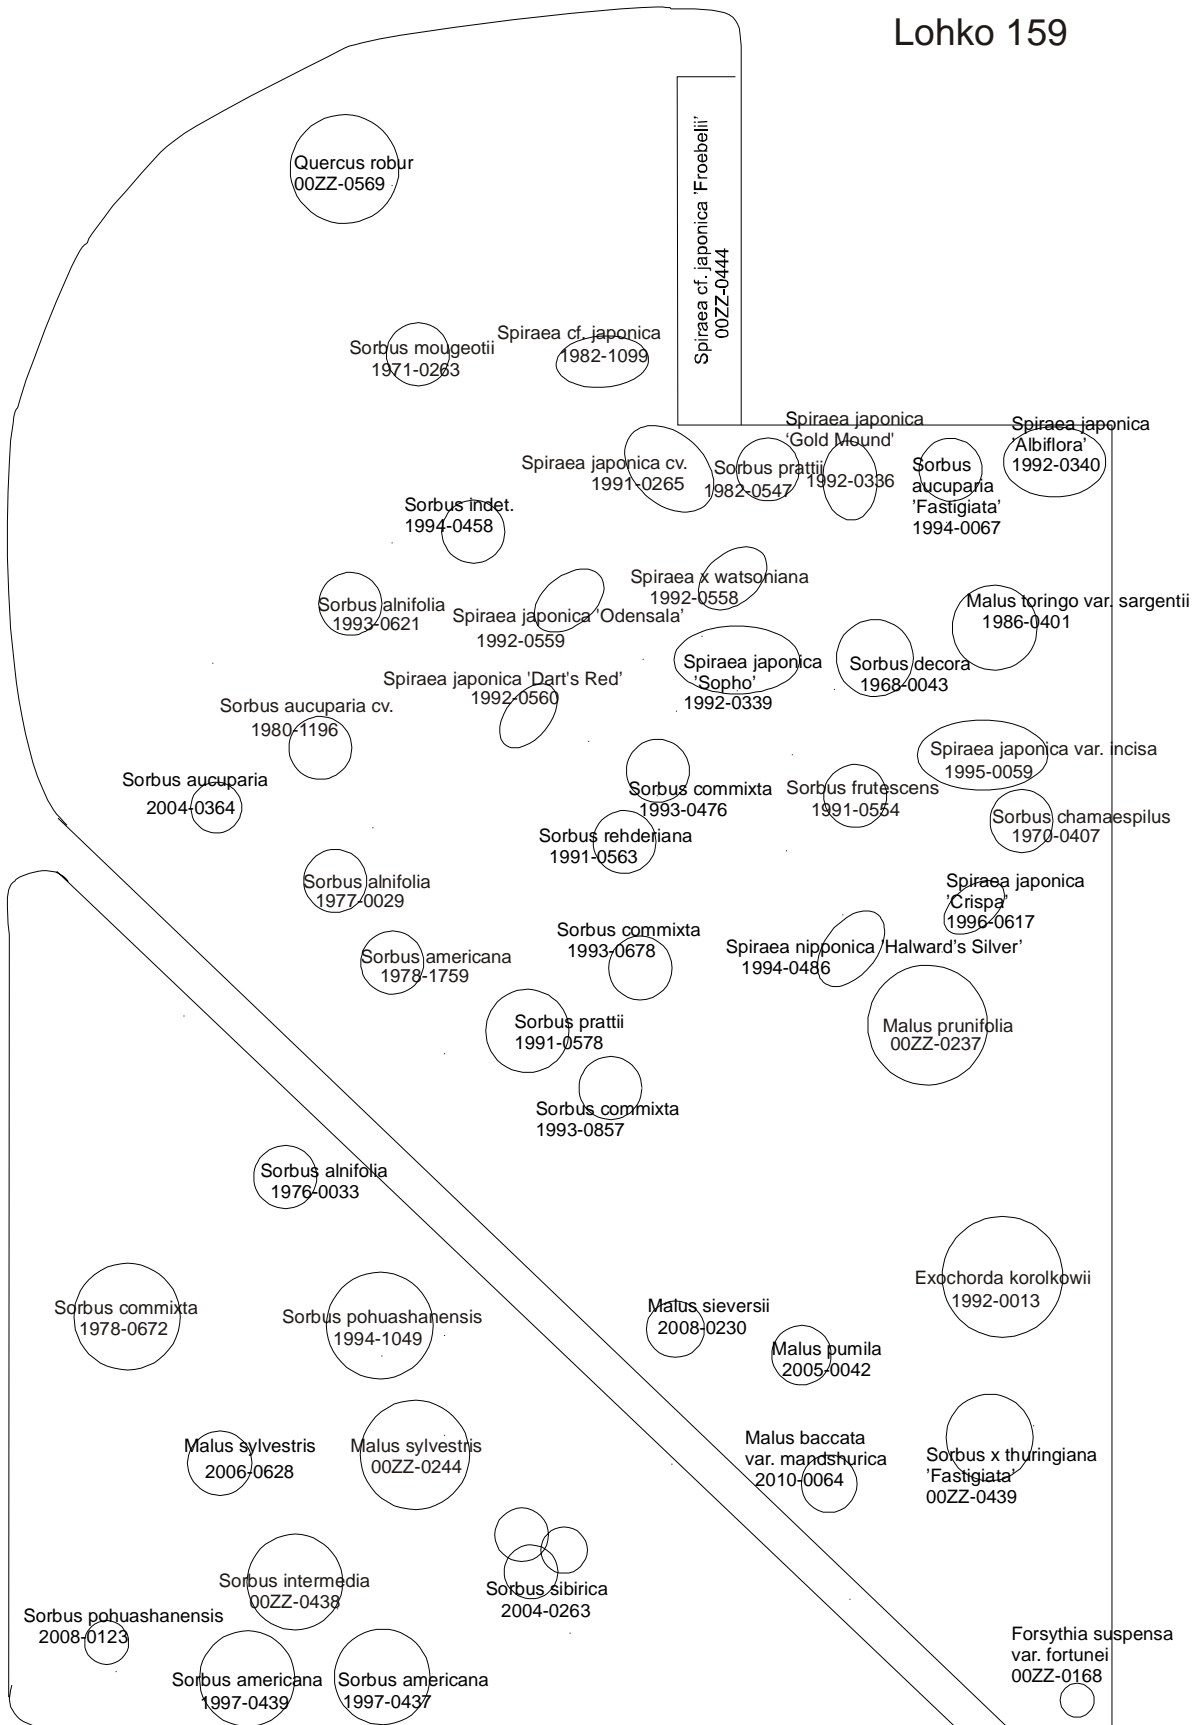 Lohko 159
Quercus robur
00ZZ-0569
Spiraea cf. japonica 'Froebelii'
00ZZ-0444
Spiraea cf. japonica
1982-1099
Sorbus mougeotii
1971-0263
Spiraea japonica
'Gold Mound'
1992-0336
Spiraea japonica
'Albiflora'
1992-0340
Spiraea japonica cv.
1991-0265
Sorbus prattii
1982-0547
Sorbus
aucuparia
'Fastigiata'
1994-0067
Sorbus indet.
1994-0458
Spiraea x watsoniana
1992-0558
Sorbus alnifolia
1993-0621
Spiraea japonica 'Odensala'
1992-0559
Malus toringo var. sargentii
1986-0401
Spiraea japonica
'Sopho'
1992-0339
Sorbus decora
1968-0043
Spiraea japonica 'Dart's Red'
1992-0560
Sorbus aucuparia cv.
1980-1196
Spiraea japonica var. incisa
1995-0059
Sorbus aucuparia
2004-0364
Sorbus commixta
1993-0476
Sorbus frutescens
1991-0554
Sorbus chamaespilus
1970-0407
Sorbus rehderiana
1991-0563
Sorbus alnifolia
1977-0029
Spiraea japonica
'Crispa'
1996-0617
Sorbus commixta
1993-0678
Spiraea nipponica 'Halward's Silver'
1994-0486
Sorbus americana
1978-1759
Sorbus prattii
1991-0578
Malus prunifolia
00ZZ-0237
Sorbus commixta
1993-0857
Sorbus alnifolia
1976-0033
Exochorda korolkowii
1992-0013
Sorbus commixta
1978-0672
Sorbus pohuashanensis
1994-1049
Malus sieversii
2008-0230
Malus pumila
2005-0042
Malus sylvestris
2006-0628
Malus sylvestris
00ZZ-0244
Malus baccata
var. mandshurica
2010-0064
Sorbus x thuringiana
'Fastigiata'
00ZZ-0439
Sorbus intermedia
00ZZ-0438
Sorbus sibirica
2004-0263
Sorbus pohuashanensis
2008-0123
Forsythia suspensa
var. fortunei
00ZZ-0168
Sorbus americana
1997-0439
Sorbus americana
1997-0437